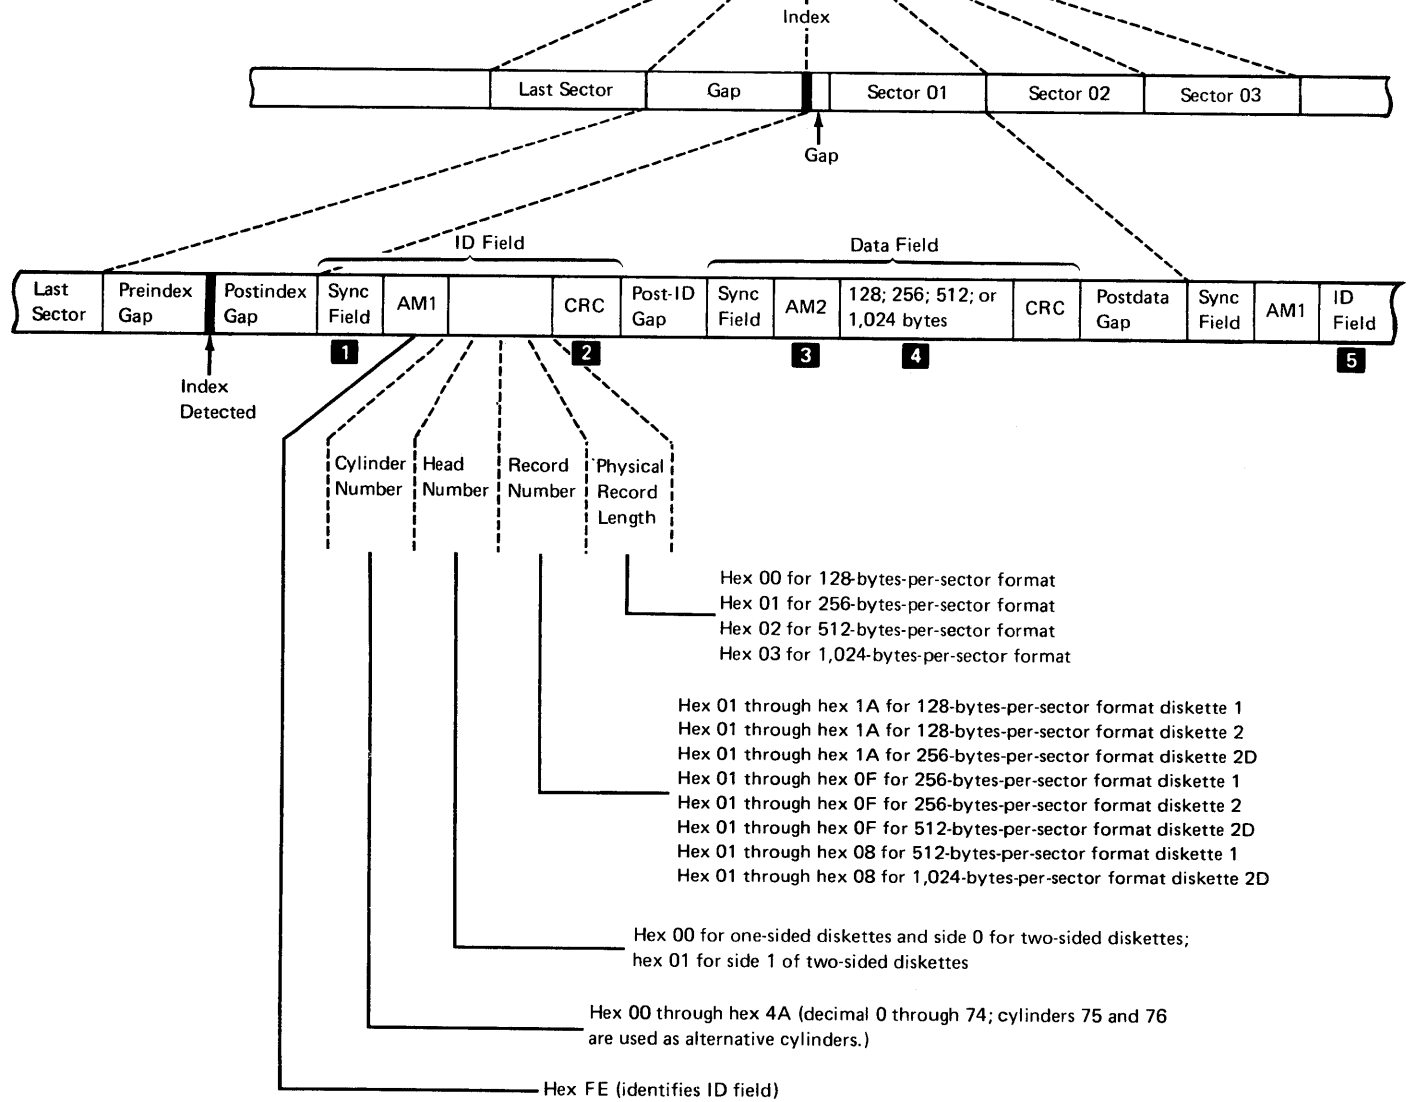 Index
Last Sector
Gap
Sector 01
Sector 02
Sector 03
Gap
ID Field
Data Field
Last
Sector
Preindex
Gap
Postindex
Gap
Sync
Field
AM1
CRC
Post-ID
Gap
Sync
Field
AM2
128; 256; 512; or
1,024 bytes
CRC
Postdata
Gap
Sync
Field
AM1
ID
Field
1
2
3
4
5
Index
Detected
Cylinder
Number
Head
Number
Record
Number
Physical
Record
Length
Hex 00 for 128-bytes-per-sector format
Hex 01 for 256-bytes-per-sector format
Hex 02 for 512-bytes-per-sector format
Hex 03 for 1,024-bytes-per-sector format
Hex 01 through hex 1A for 128-bytes-per-sector format diskette 1
Hex 01 through hex 1A for 128-bytes-per-sector format diskette 2
Hex 01 through hex 1A for 256-bytes-per-sector format diskette 2D
Hex 01 through hex 0F for 256-bytes-per-sector format diskette 1
Hex 01 through hex 0F for 256-bytes-per-sector format diskette 2
Hex 01 through hex 0F for 512-bytes-per-sector format diskette 2D
Hex 01 through hex 08 for 512-bytes-per-sector format diskette 1
Hex 01 through hex 08 for 1,024-bytes-per-sector format diskette 2D
Hex 00 for one-sided diskettes and side 0 for two-sided diskettes;
hex 01 for side 1 of two-sided diskettes
Hex 00 through hex 4A (decimal 0 through 74; cylinders 75 and 76
are used as alternative cylinders.)
Hex FE (identifies ID field)